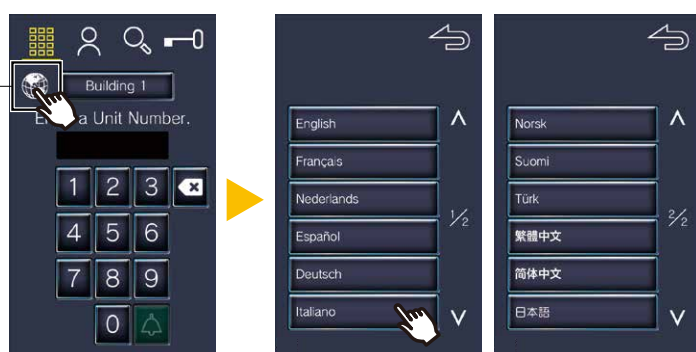 Building 1
Enter a Unit Number.
1 2 3
4 5 6
7 8 9
0
English
Français
Nederlands
Español
Deutsch
Italiano
1/2
Norsk
Suomi
Türk
繁體中文
简体中文
日本語
2/2